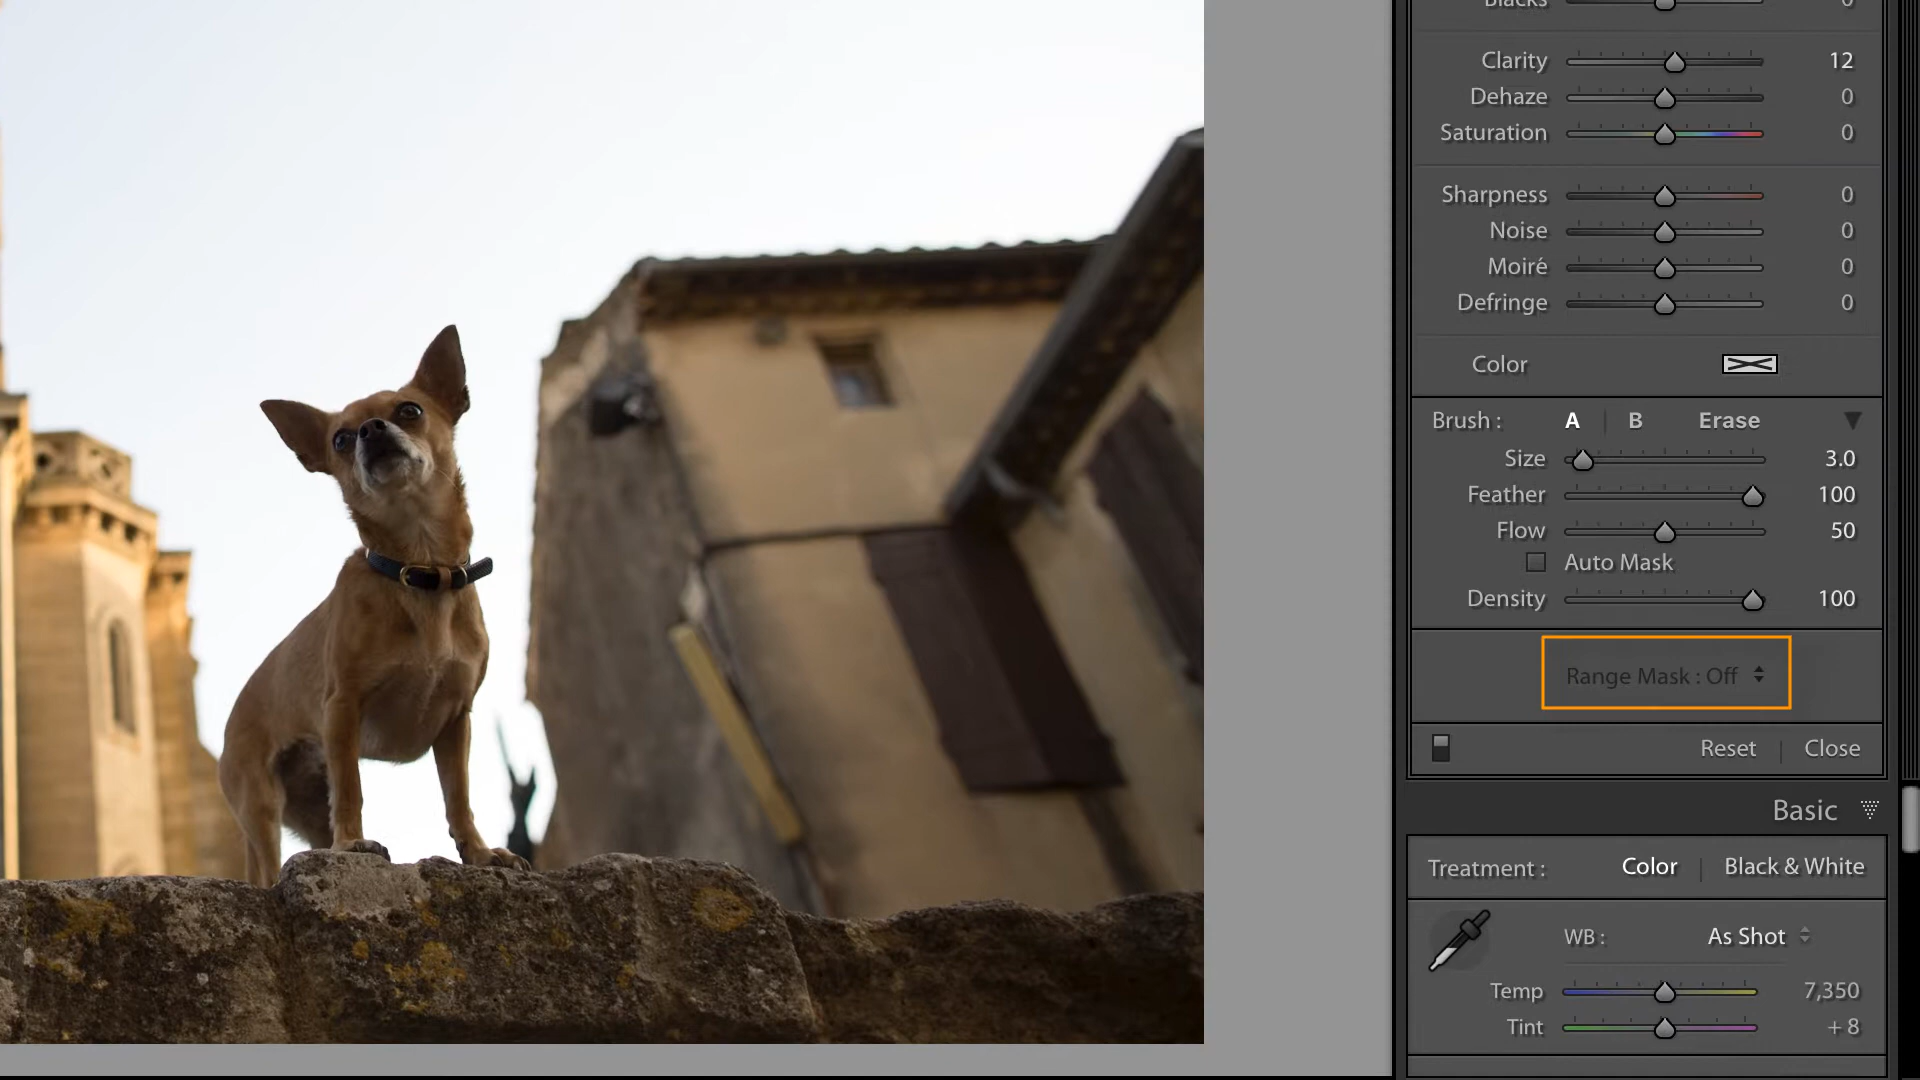 Blacks 0
Clarity 12
Dehaze 0
Saturation 0
Sharpness 0
Noise 0
Moiré 0
Defringe 0
Color
Brush : A | B Erase
Size 3.0
Feather 100
Flow 50
Auto Mask
Density 100
Range Mask : Off
Reset | Close
Basic
Treatment : Color | Black & White
WB : As Shot
Temp 7,350
Tint + 8